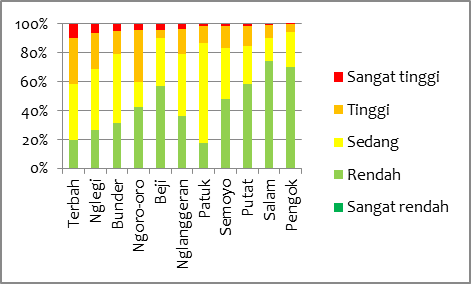 100%
80%
60%
40%
20%
0%
Terbah
Nglegi
Bunder
Ngoro-oro
Beji
Nglanggeran
Patuk
Semoyo
Putat
Salam
Pengok
Sangat tinggi
Tinggi
Sedang
Rendah
Sangat rendah